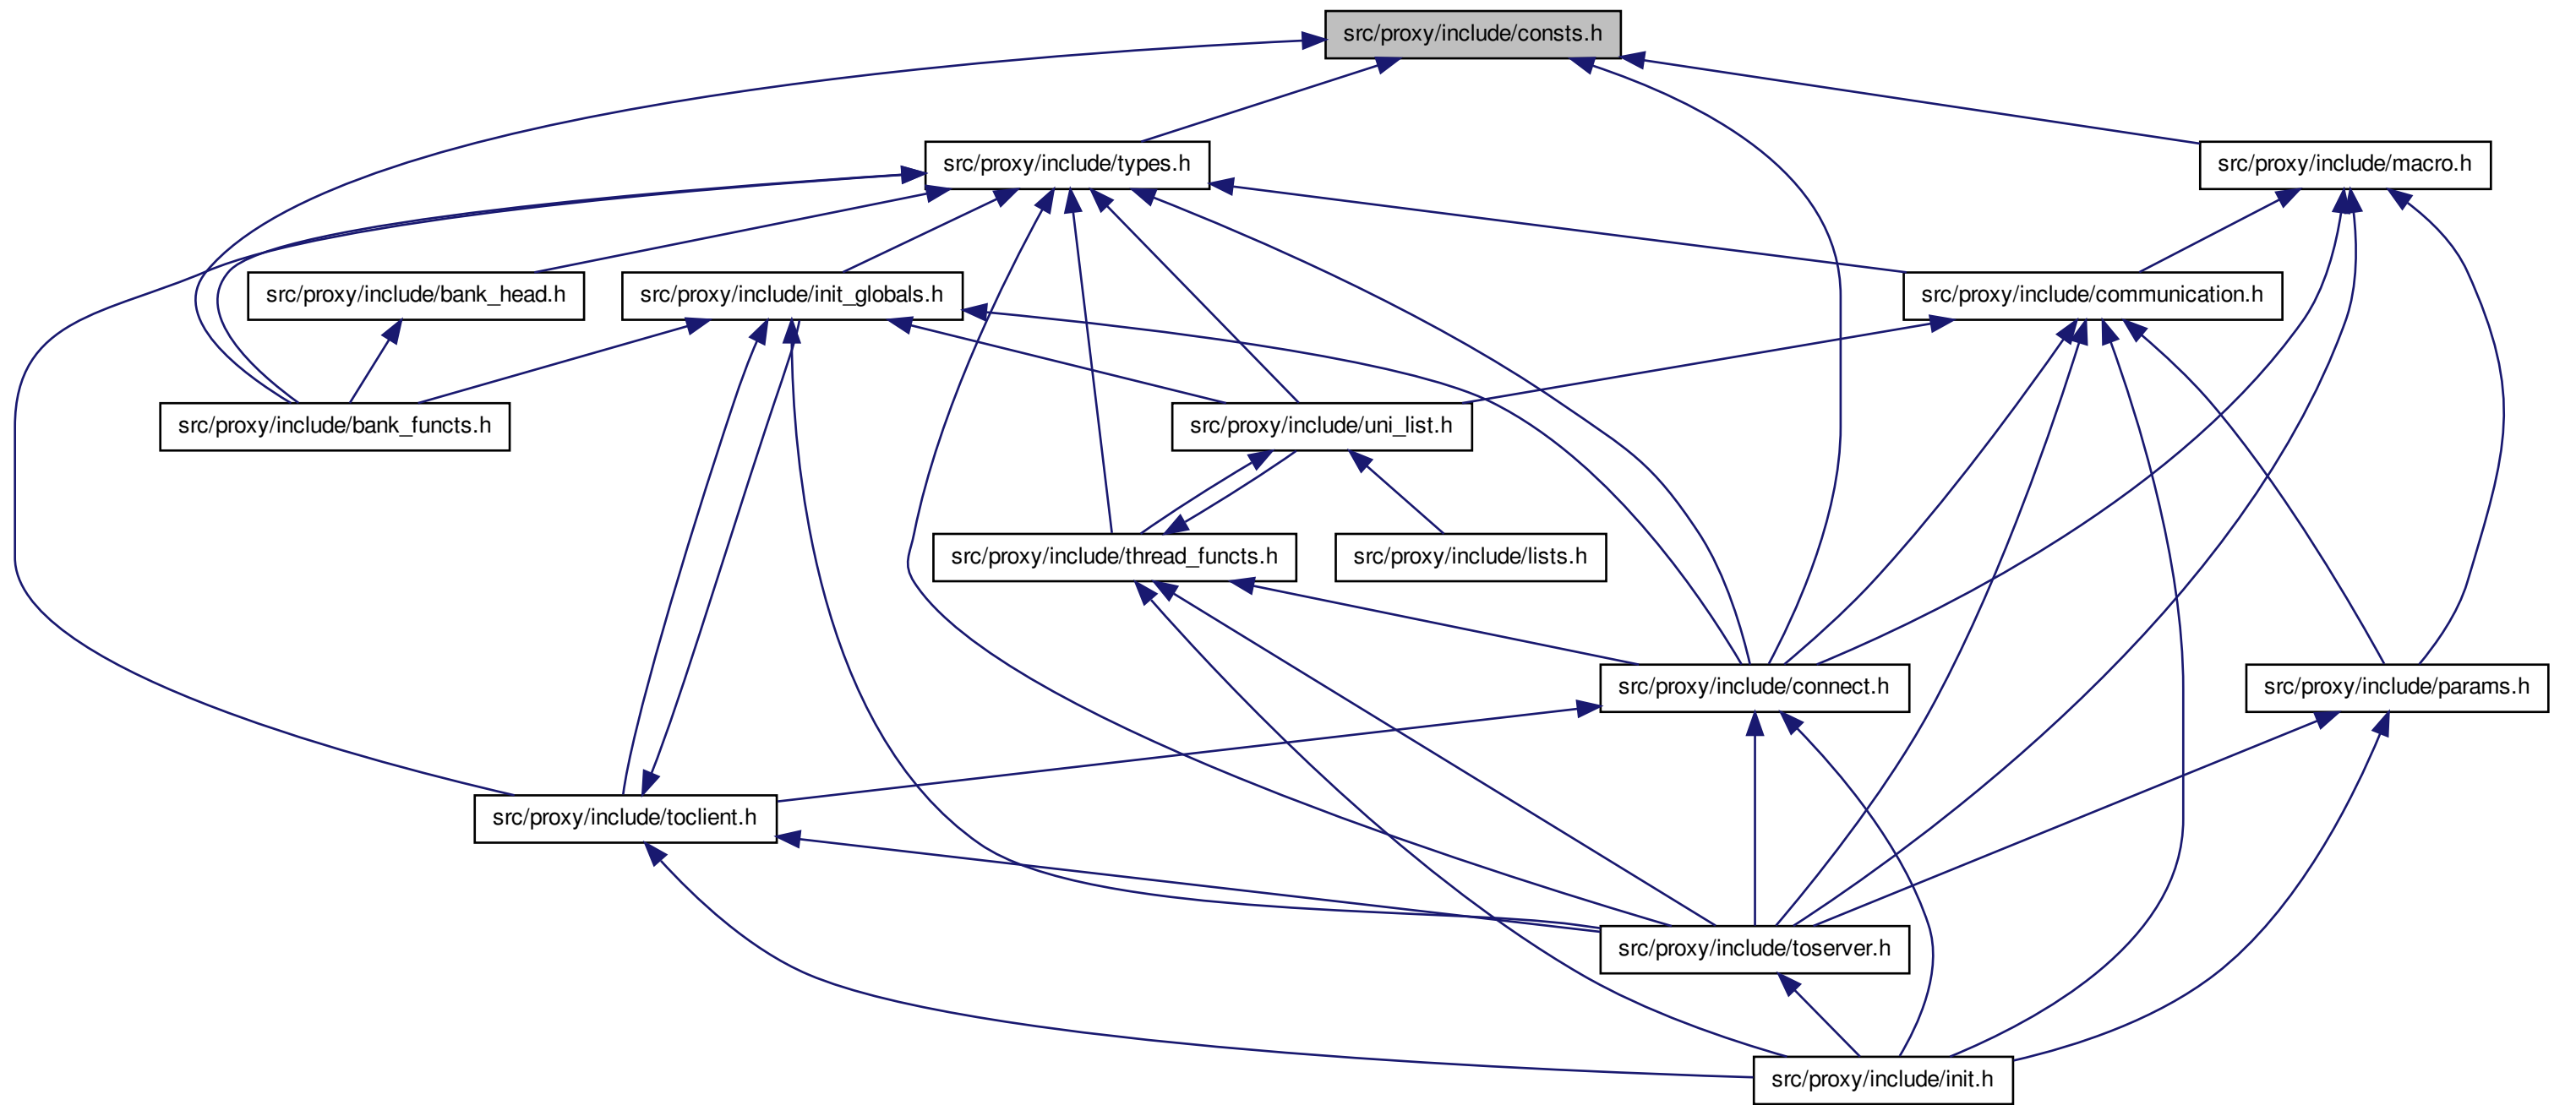 src/proxy/include/consts.h
src/proxy/include/types.h
src/proxy/include/macro.h
src/proxy/include/bank_head.h
src/proxy/include/init_globals.h
src/proxy/include/communication.h
src/proxy/include/bank_functs.h
src/proxy/include/uni_list.h
src/proxy/include/thread_functs.h
src/proxy/include/lists.h
src/proxy/include/connect.h
src/proxy/include/params.h
src/proxy/include/toclient.h
src/proxy/include/toserver.h
src/proxy/include/init.h